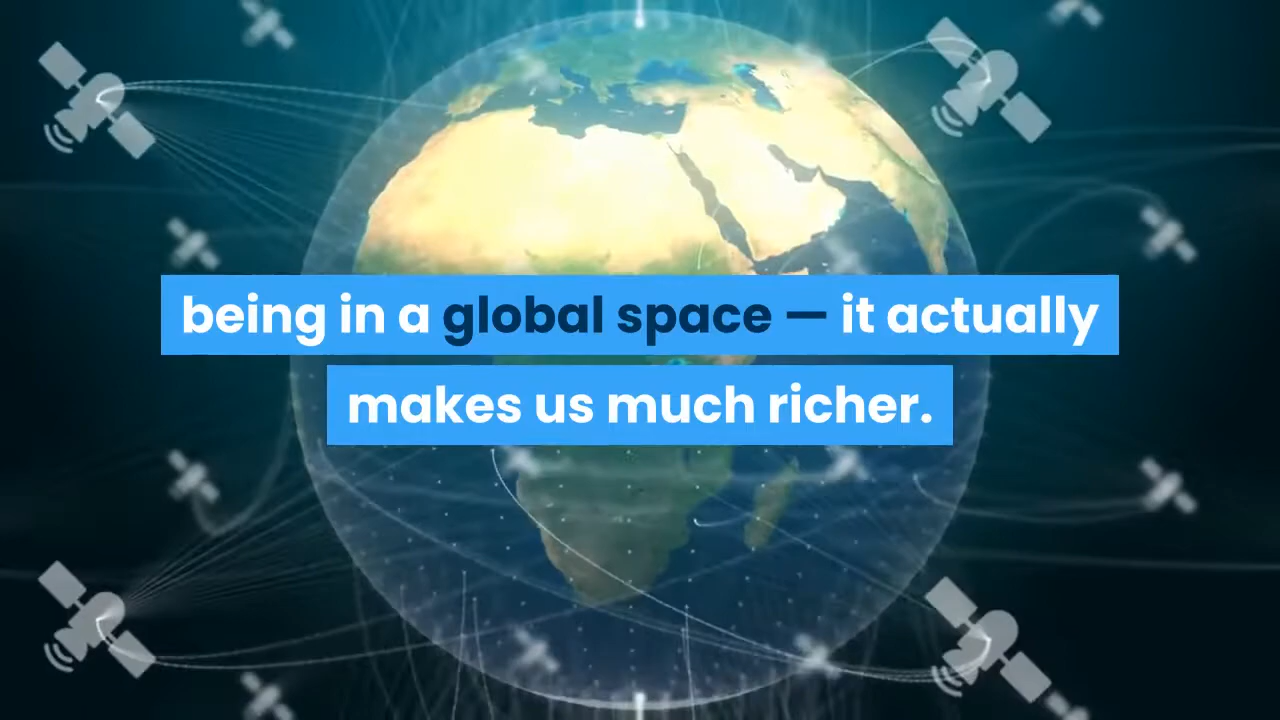 being in a global space — it actually
makes us much richer.